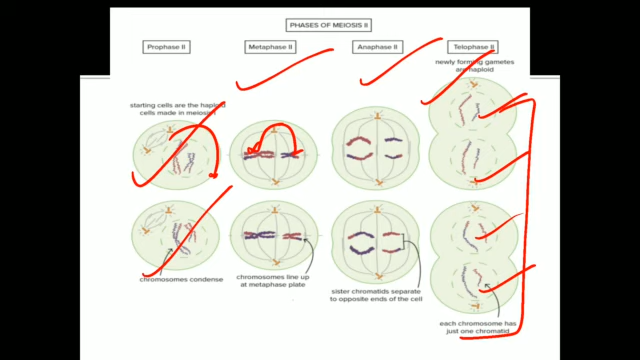 PHASES OF MEIOSIS II
Prophase II
Metaphase II
Anaphase II
Telophase II
newly forming gametes
are haploid
starting cells are the haploid
cells made in meiosis I
chromosomes condense
chromosomes line up
at metaphase plate
sister chromatids separate
to opposite ends of the cell
each chromosome has
just one chromatid